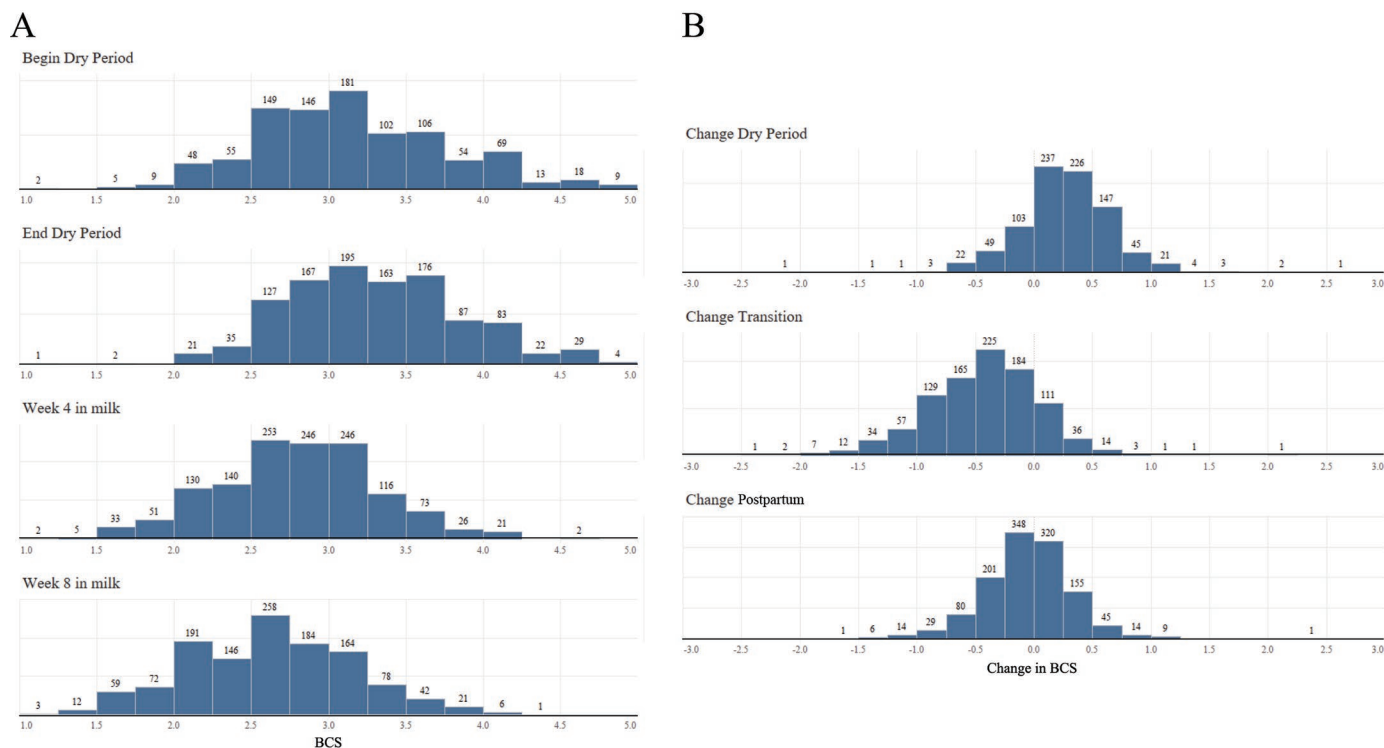 A
Begin Dry Period
2 5 9 48 55 149 146 181 102 106 54 69 13 18 9
1.0 1.5 2.0 2.5 3.0 3.5 4.0 4.5 5.0
End Dry Period
1 2 21 35 127 167 195 163 176 87 83 22 29 4
1.0 1.5 2.0 2.5 3.0 3.5 4.0 4.5 5.0
Week 4 in milk
2 5 33 51 130 140 253 246 246 116 73 26 21 2
1.0 1.5 2.0 2.5 3.0 3.5 4.0 4.5 5.0
Week 8 in milk
3 12 59 72 191 146 258 184 164 78 42 21 6 1
1.0 1.5 2.0 2.5 3.0 3.5 4.0 4.5 5.0
BCS
B
Change Dry Period
1 1 1 3 22 49 103 237 226 147 45 21 4 3 2 1
-3.0 -2.5 -2.0 -1.5 -1.0 -0.5 0.0 0.5 1.0 1.5 2.0 2.5 3.0
Change Transition
1 2 7 12 34 57 129 165 225 184 111 36 14 3 1 1 1
-3.0 -2.5 -2.0 -1.5 -1.0 -0.5 0.0 0.5 1.0 1.5 2.0 2.5 3.0
Change Postpartum
1 6 14 29 80 201 348 320 155 45 14 9 1
-3.0 -2.5 -2.0 -1.5 -1.0 -0.5 0.0 0.5 1.0 1.5 2.0 2.5 3.0
Change in BCS